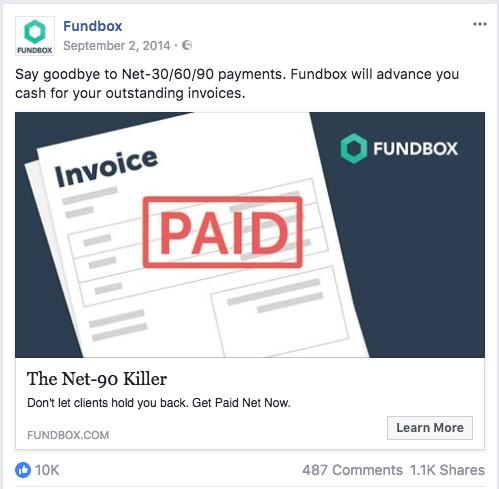 Fundbox
FUNDBOX
September 2, 2014 ·
Say goodbye to Net-30/60/90 payments. Fundbox will advance you
cash for your outstanding invoices.
Invoice
FUNDBOX
PAID
The Net-90 Killer
Don't let clients hold you back. Get Paid Net Now.
FUNDBOX.COM
Learn More
10K
487 Comments 1.1K Shares